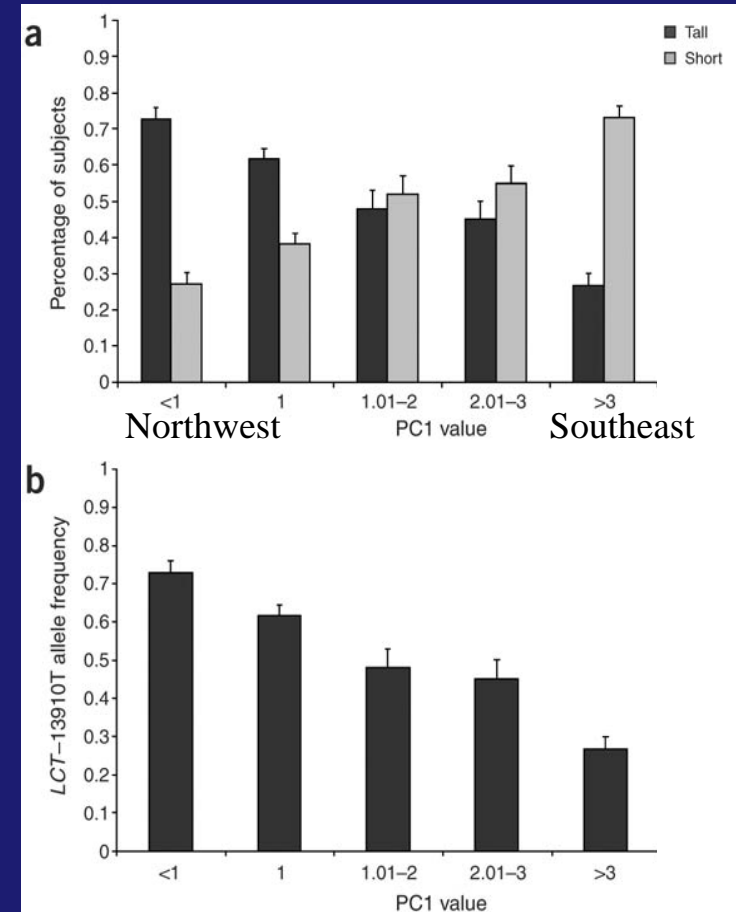 a
Tall
Short
Percentage of subjects
1
0.9
0.8
0.7
0.6
0.5
0.4
0.3
0.2
0.1
0
<1 1 1.01–2 2.01–3 >3
Northwest PC1 value Southeast
b
LCT–13910T allele frequency
1
0.9
0.8
0.7
0.6
0.5
0.4
0.3
0.2
0.1
0
<1 1 1.01–2 2.01–3 >3
PC1 value